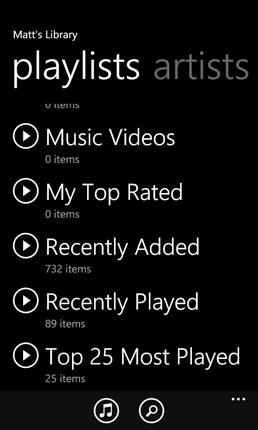 Matt's Library
playlists artists
0 items
Music Videos
0 items
My Top Rated
0 items
Recently Added
732 items
Recently Played
89 items
Top 25 Most Played
25 items